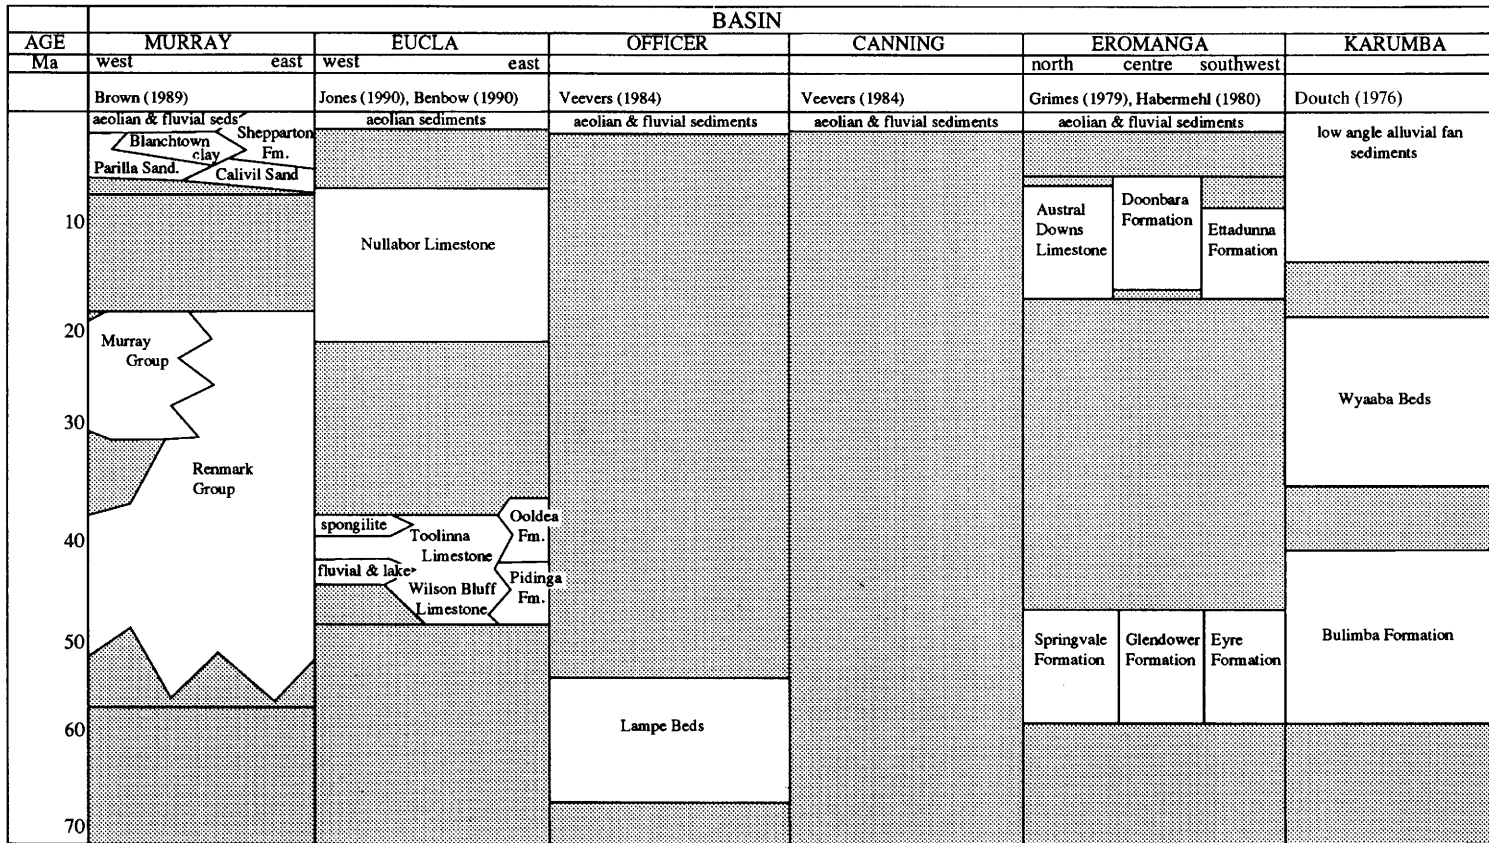 BASIN
AGE MURRAY EUCLA OFFICER CANNING EROMANGA KARUMBA
Ma west east west east north centre southwest
Brown (1989) Jones (1990), Benbow (1990) Veevers (1984) Veevers (1984) Grimes (1979), Habermehl (1980) Doutch (1976)
aeolian & fluvial seds
Shepparton
Fm.
Blanchtown
clay
Parilla Sand.
Calivil Sand
aeolian sediments
aeolian & fluvial sediments
aeolian & fluvial sediments
aeolian & fluvial sediments
low angle alluvial fan
sediments
10
Nullabor Limestone
Austral
Downs
Limestone
Doonbara
Formation
Ettadunna
Formation
20
Murray
Group
30
Wyaaba Beds
Renmark
Group
40
spongilite
Toolinna
Limestone
Ooldea
Fm.
fluvial & lake
Wilson Bluff
Limestone
Pidinga
Fm.
50
Springvale
Formation
Glendower
Formation
Eyre
Formation
Bulimba Formation
60
Lampe Beds
70